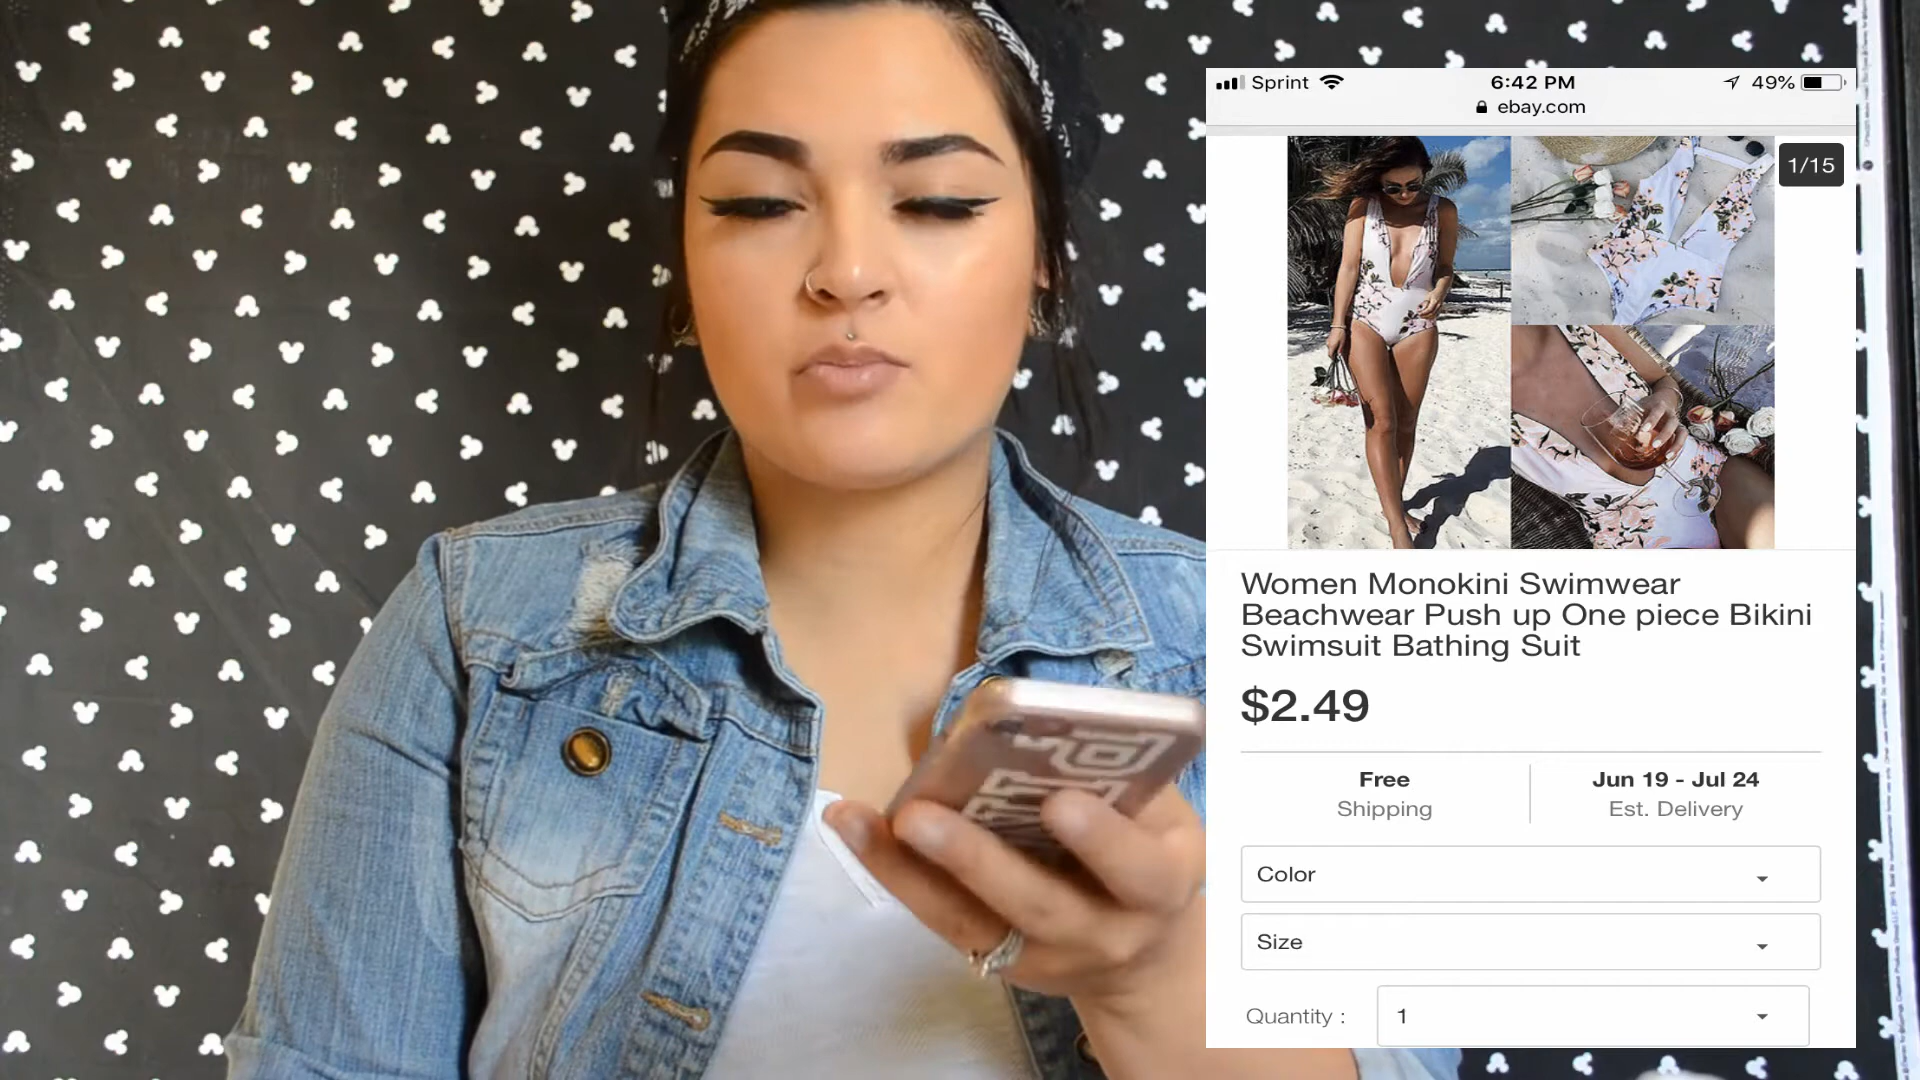 Sprint 6:42 PM 49%
ebay.com
1/15
Women Monokini Swimwear
Beachwear Push up One piece Bikini
Swimsuit Bathing Suit
$2.49
Free Jun 19 - Jul 24
Shipping Est. Delivery
Color
Size
Quantity : 1